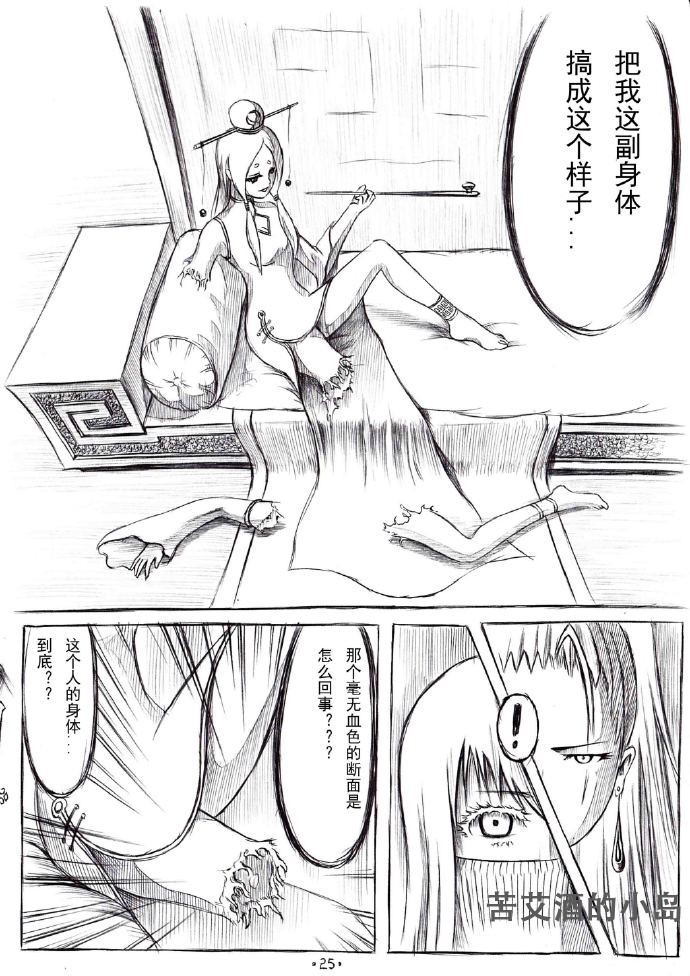 把我这副身体
搞成这个样子...
那个毫无血色的断面是
怎么回事???
这个人的身体...
到底??
!
苦艾酒的小岛
·25·